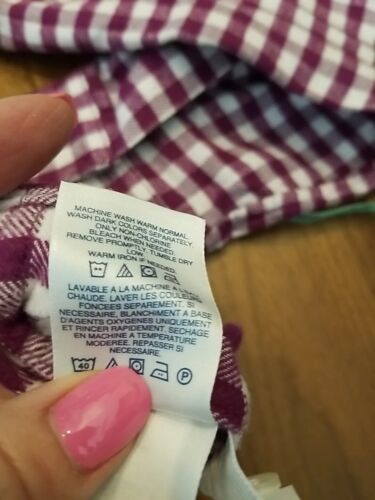 MACHINE WASH WARM NORMAL.
WASH DARK COLORS SEPARATELY.
ONLY NON-CHLORINE
BLEACH WHEN NEEDED.
REMOVE PROMPTLY - TUMBLE DRY
LOW.
WARM IRON IF NEEDED.
LAVABLE A LA MACHINE A L'EAU
CHAUDE. LAVER LES COULEURS
FONCEES SEPAREMENT. SI
NECESSAIRE, BLANCHIMENT A BASE
D'AGENTS OXYGENES UNIQUEMENT
ET RINCER RAPIDEMENT. SECHAGE
EN MACHINE A TEMPERATURE
MODEREE. REPASSER SI
NECESSAIRE.
40 P